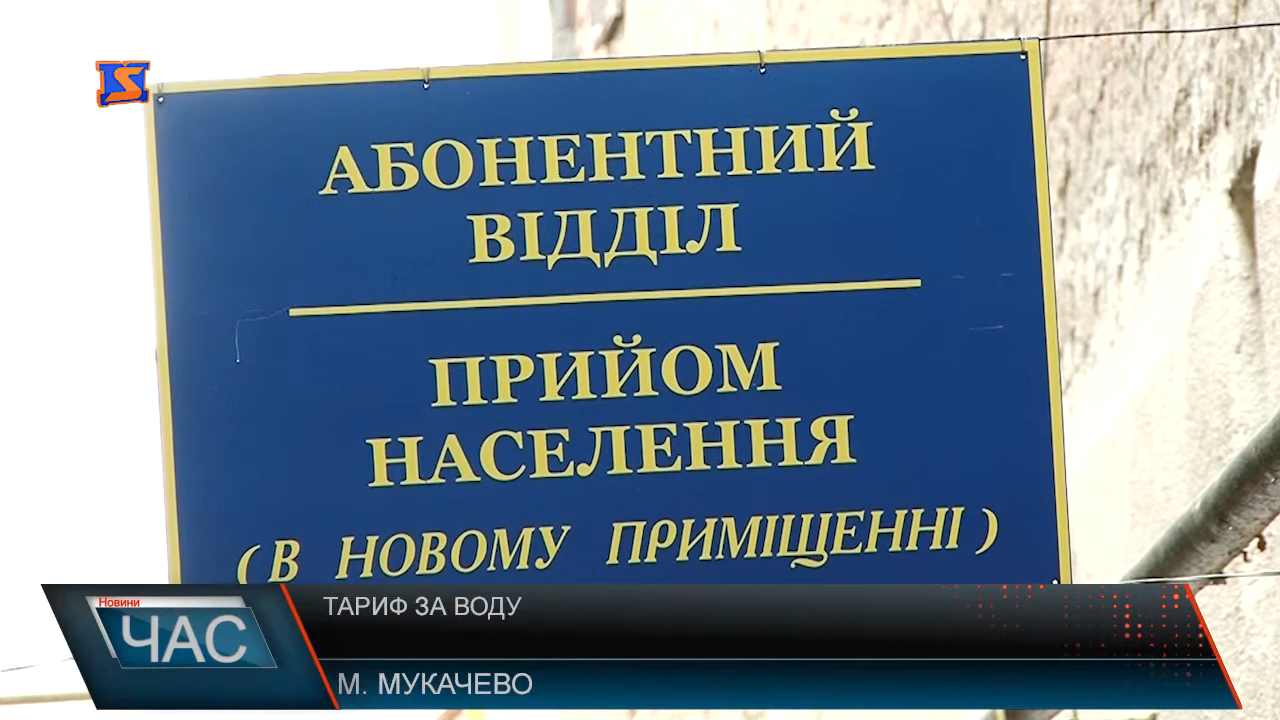 АБОНЕНТНИЙ
ВІДДІЛ
ПРИЙОМ
НАСЕЛЕННЯ
( В НОВОМУ ПРИМІЩЕННІ )
Новини
ЧАС
ТАРИФ ЗА ВОДУ
М. МУКАЧЕВО